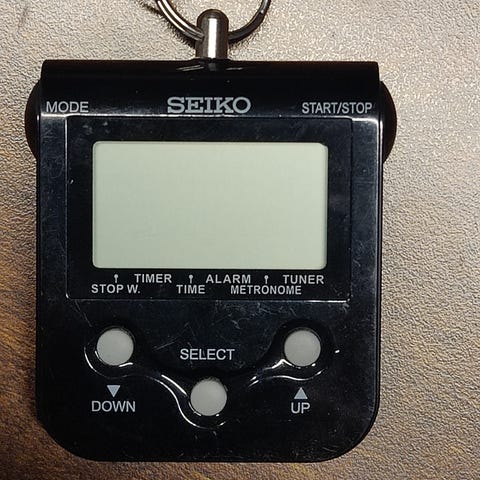 MODE SEIKO START/STOP
TIMER ALARM TUNER
STOP W. TIME METRONOME
SELECT
DOWN UP